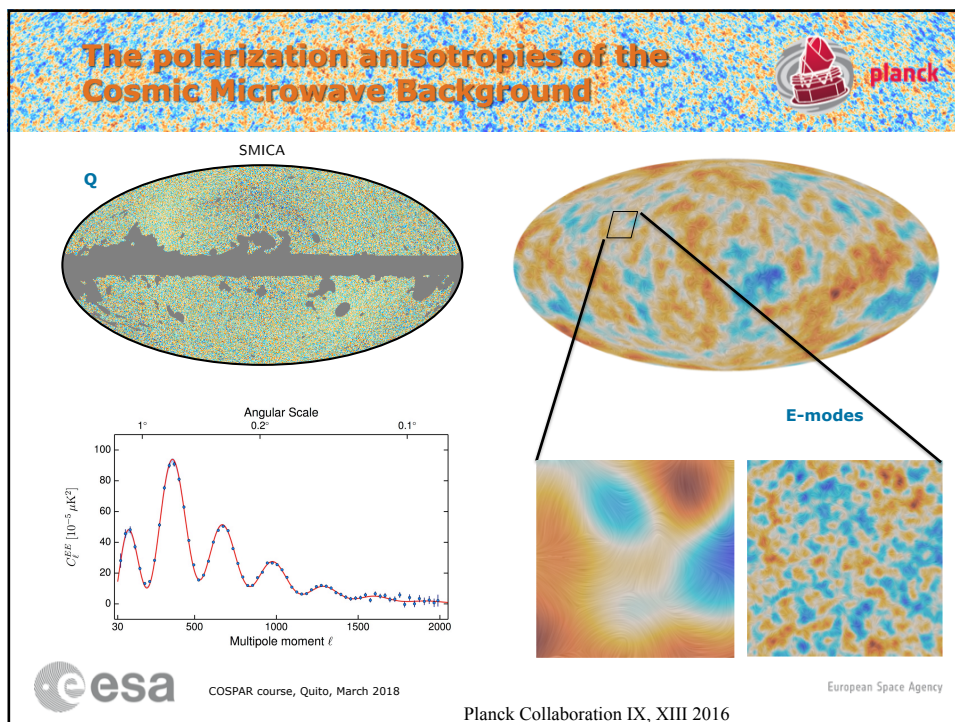 The polarization anisotropies of the
Cosmic Microwave Background
planck
SMICA
Q
E-modes
Angular Scale
1° 0.2° 0.1°
C_ℓ^{EE} [10^{-5} μK^2]
100
80
60
40
20
0
30 500 1000 1500 2000
Multipole moment ℓ
esa
COSPAR course, Quito, March 2018
European Space Agency
Planck Collaboration IX, XIII 2016